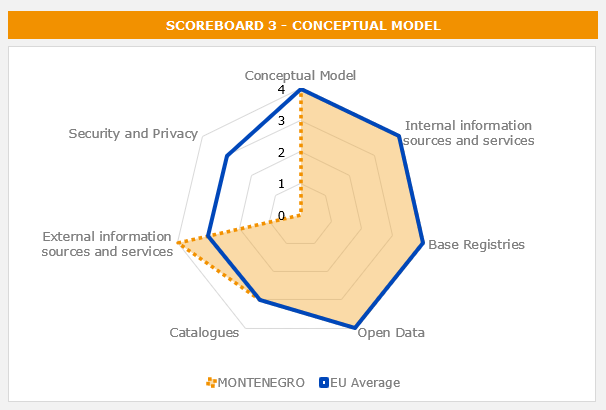 SCOREBOARD 3 - CONCEPTUAL MODEL
Conceptual Model
4
3
2
1
0
Internal information
sources and services
Base Registries
Open Data
Catalogues
External information
sources and services
Security and Privacy
MONTENEGRO
EU Average